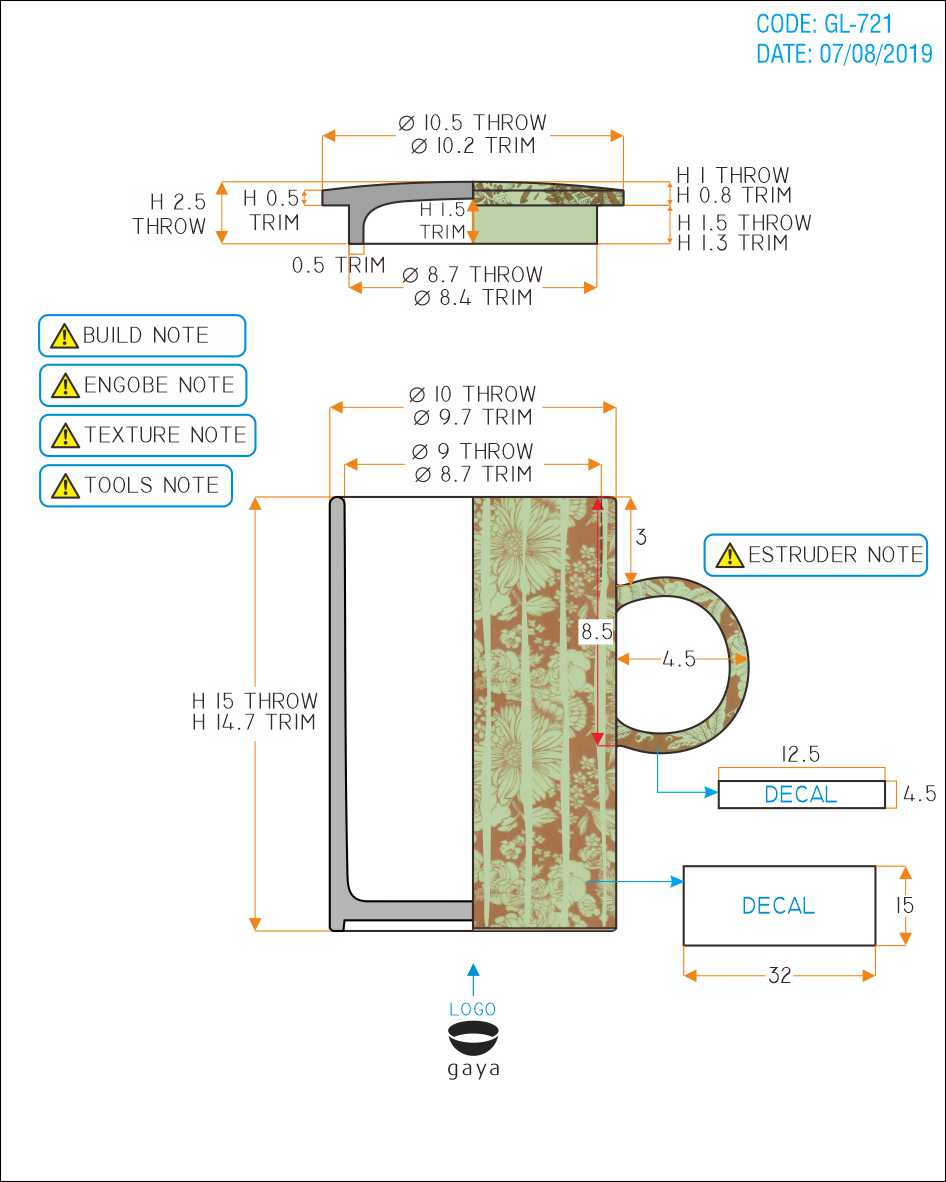 CODE: GL-721
DATE: 07/08/2019
Ø 10.5 THROW
Ø 10.2 TRIM
H 2.5
THROW
H 0.5
TRIM
H 1.5
TRIM
H 1 THROW
H 0.8 TRIM
H 1.5 THROW
H 1.3 TRIM
0.5 TRIM
Ø 8.7 THROW
Ø 8.4 TRIM
BUILD NOTE
ENGOBE NOTE
TEXTURE NOTE
TOOLS NOTE
Ø 10 THROW
Ø 9.7 TRIM
Ø 9 THROW
Ø 8.7 TRIM
3
ESTRUDER NOTE
8.5
4.5
H 15 THROW
H 14.7 TRIM
12.5
DECAL
4.5
DECAL
15
32
LOGO
gaya